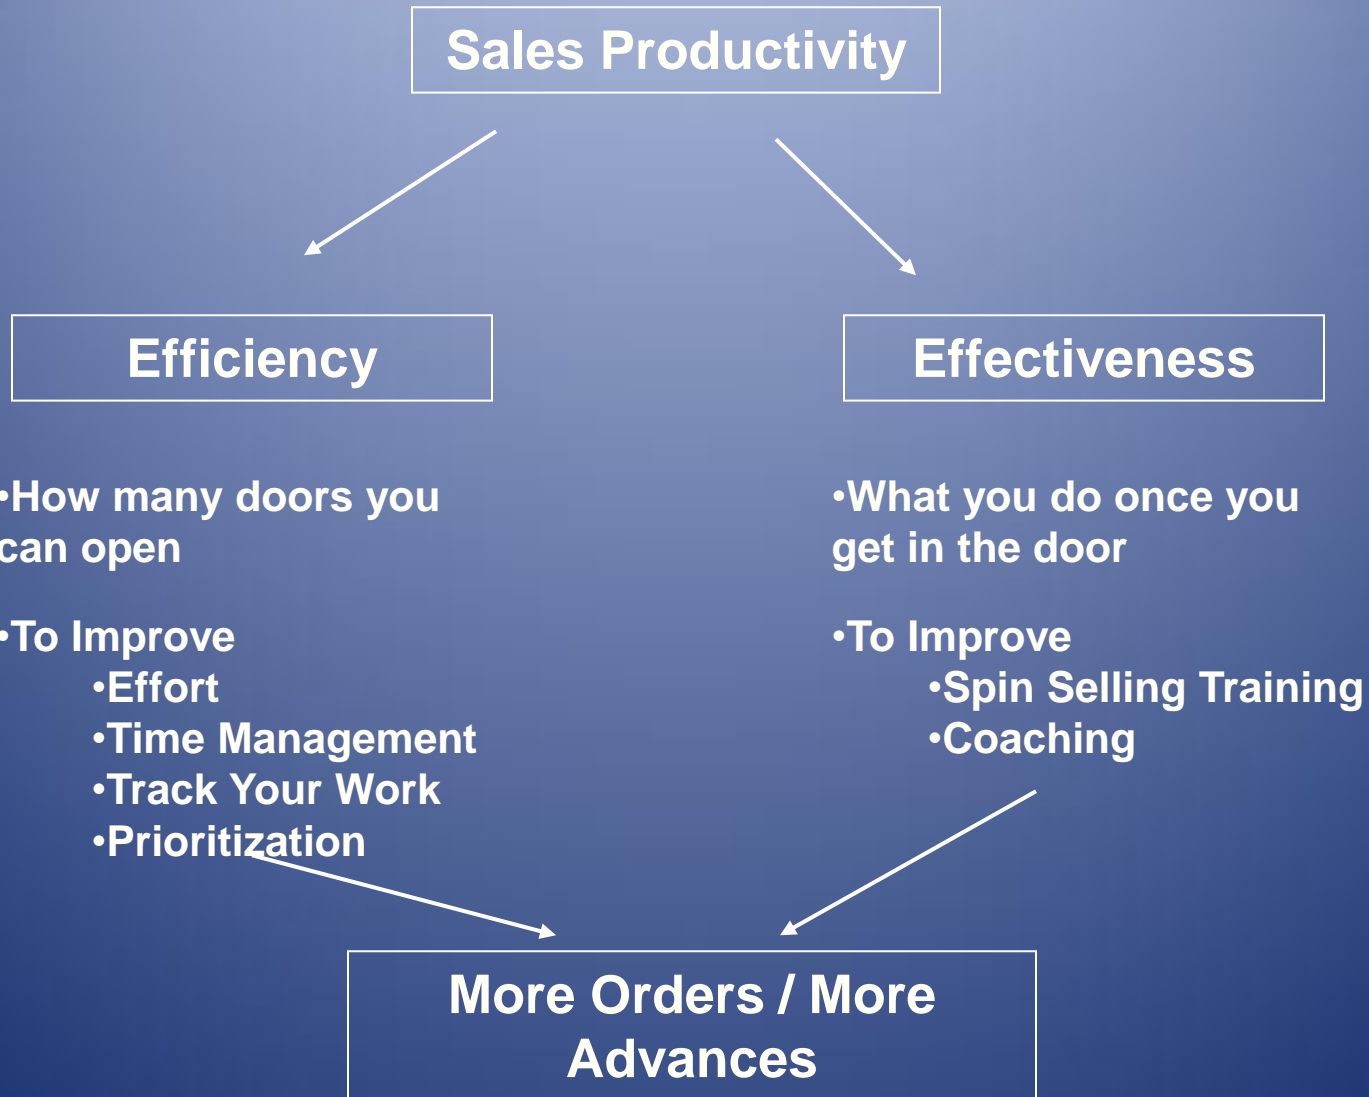 Sales Productivity
Efficiency
•How many doors you
can open
•To Improve
•Effort
•Time Management
•Track Your Work
•Prioritization
Effectiveness
•What you do once you
get in the door
•To Improve
•Spin Selling Training
•Coaching
More Orders / More
Advances